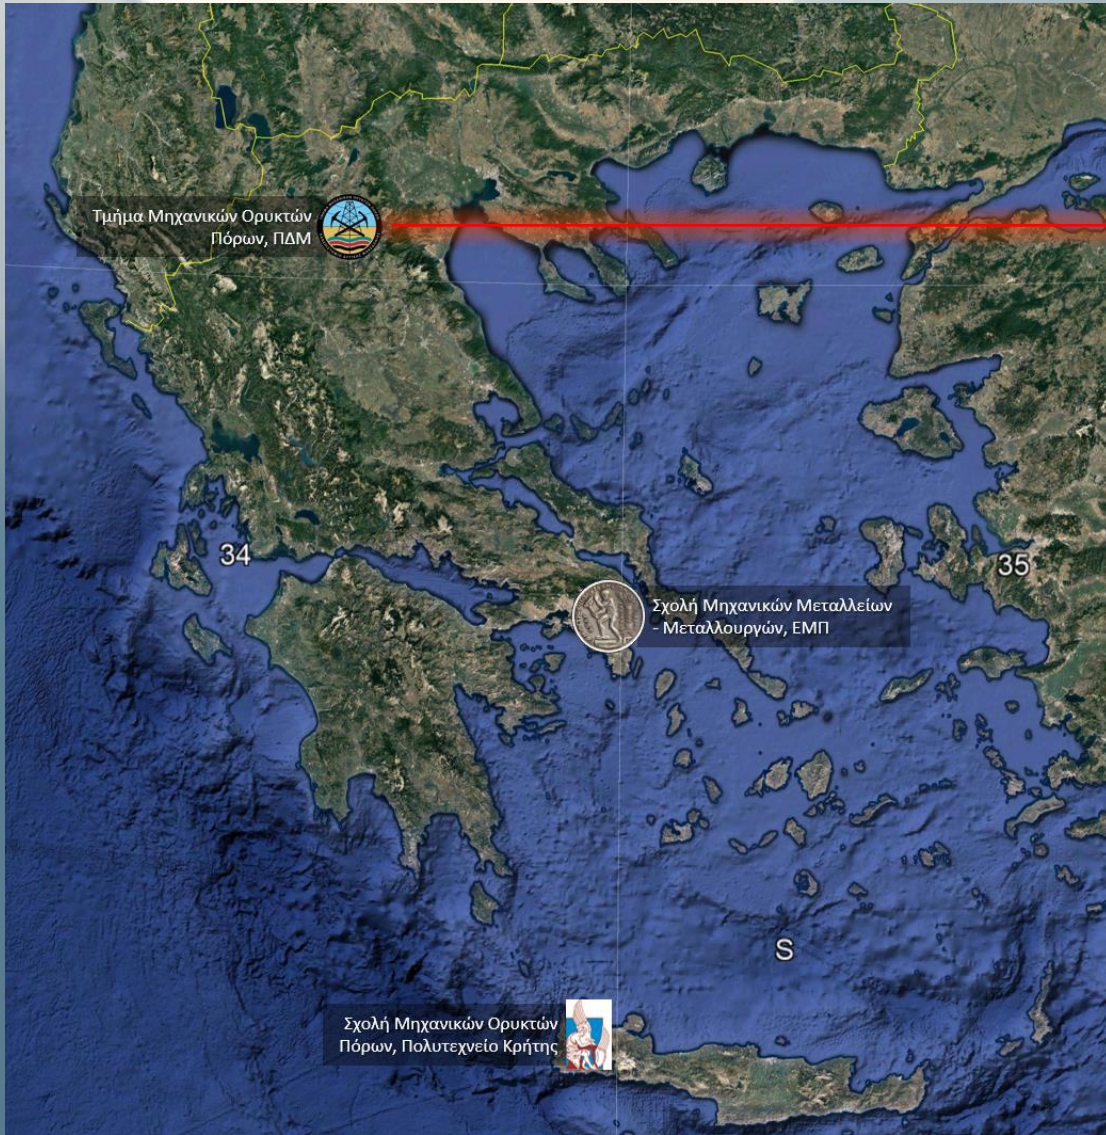 Τμήμα Μηχανικών Ορυκτών
Πόρων, ΠΔΜ
34
35
Σχολή Μηχανικών Μεταλλείων
- Μεταλλουργών, ΕΜΠ
S
Σχολή Μηχανικών Ορυκτών
Πόρων, Πολυτεχνείο Κρήτης